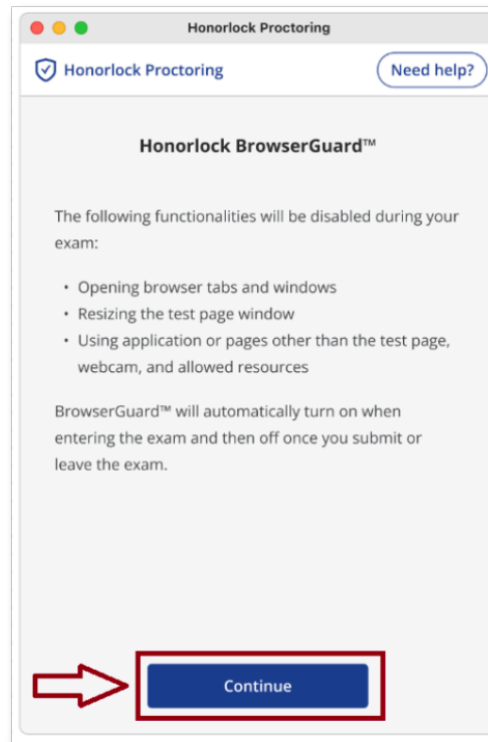 Honorlock Proctoring
Honorlock Proctoring
Need help?
Honorlock BrowserGuard™
The following functionalities will be disabled during your
exam:
• Opening browser tabs and windows
• Resizing the test page window
• Using application or pages other than the test page,
webcam, and allowed resources
BrowserGuard™ will automatically turn on when
entering the exam and then off once you submit or
leave the exam.
Continue